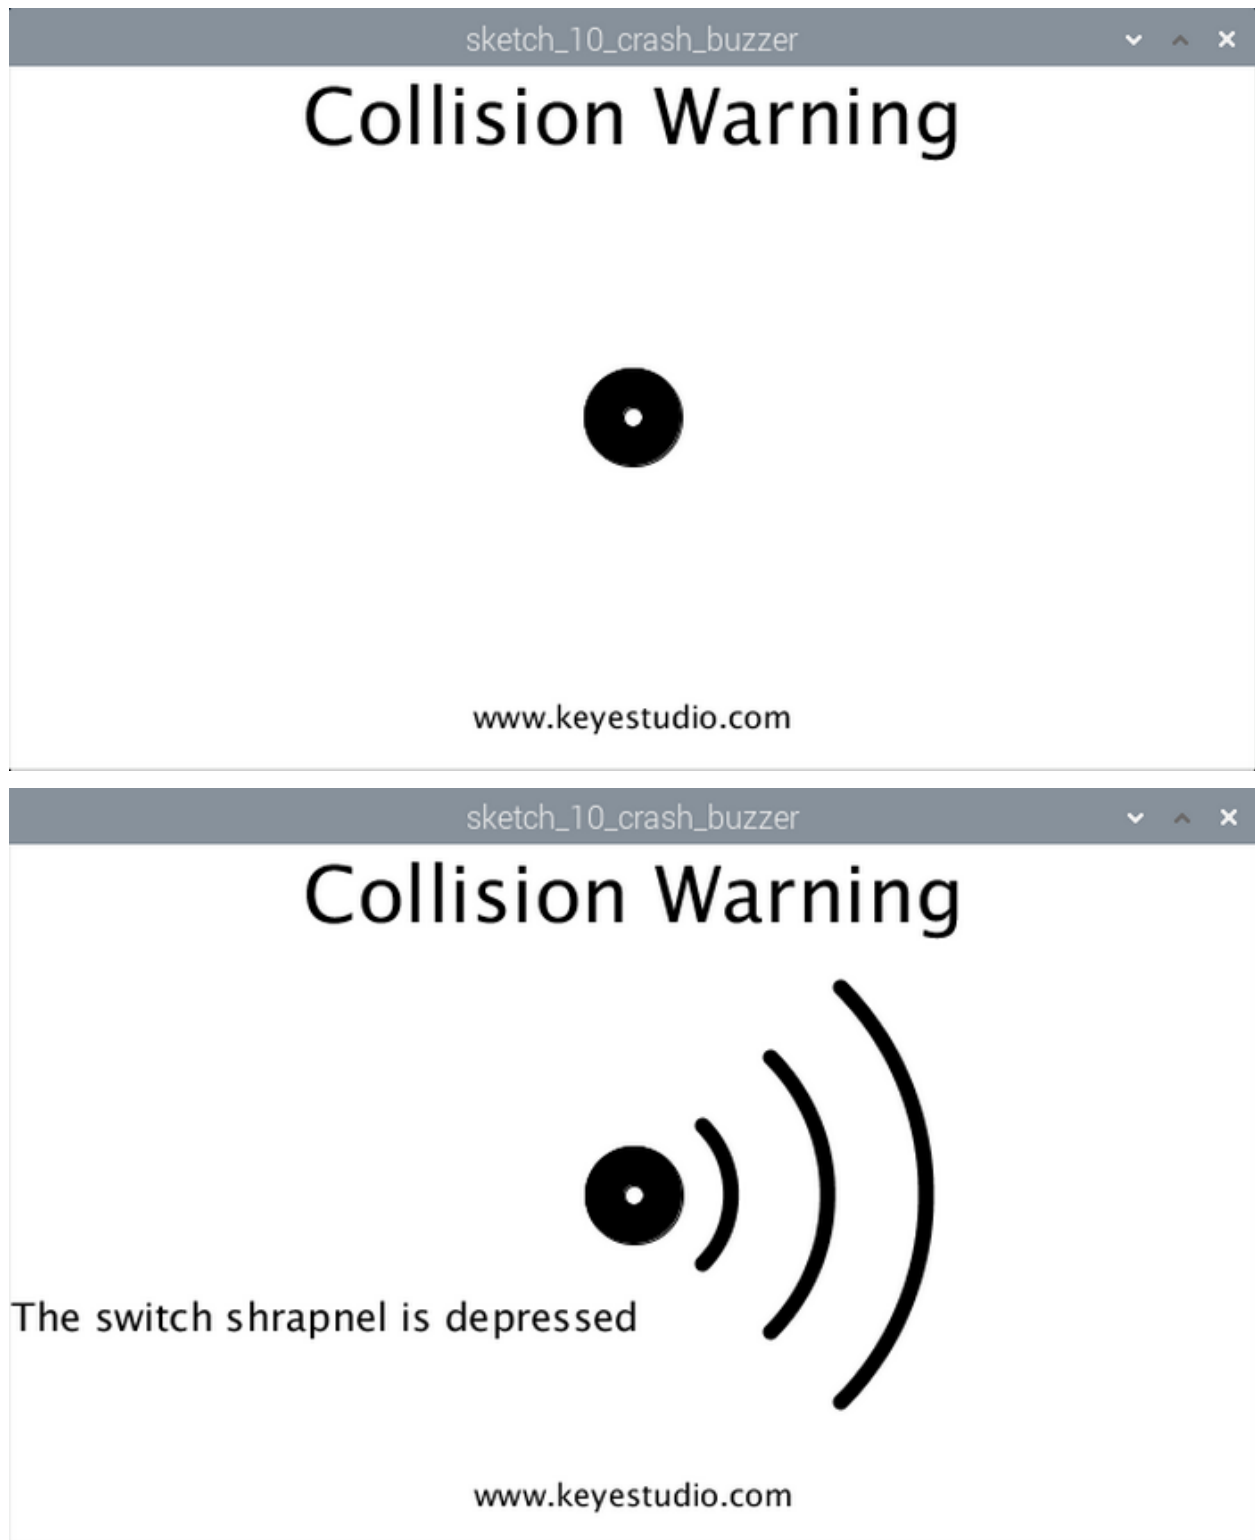 sketch_10_crash_buzzer
Collision Warning
www.keyestudio.com
sketch_10_crash_buzzer
Collision Warning
The switch shrapnel is depressed
www.keyestudio.com